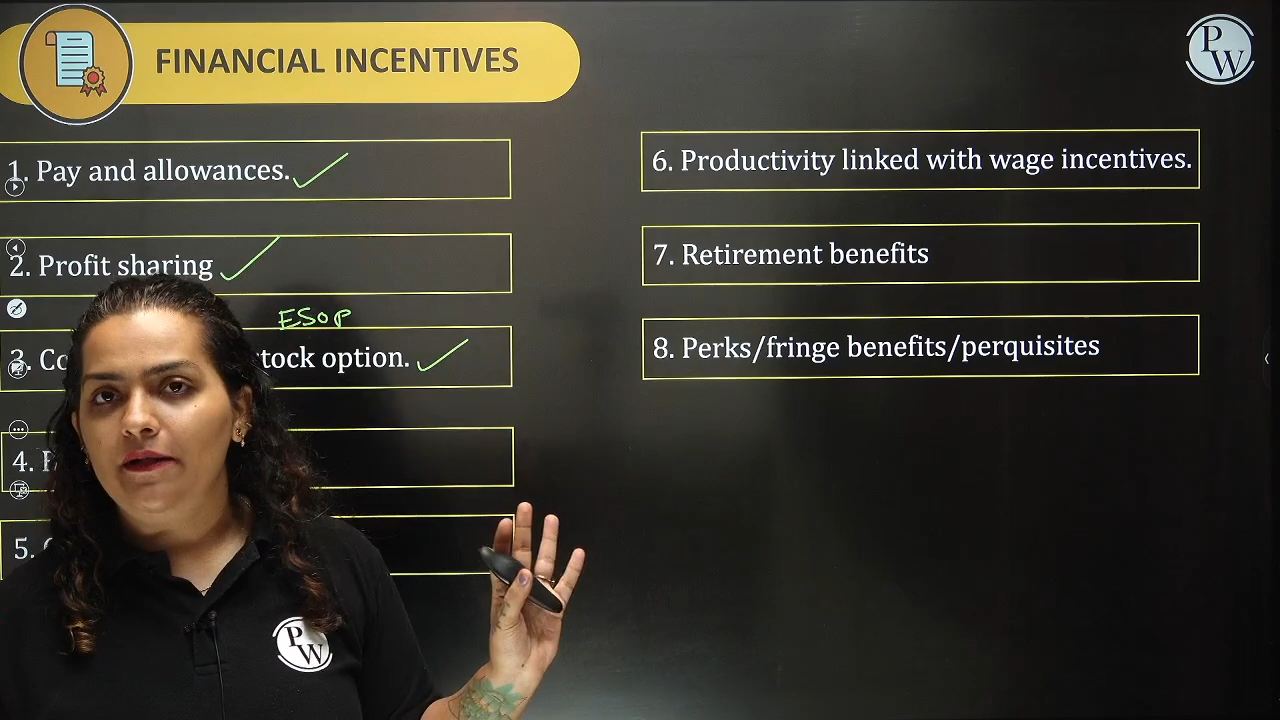 FINANCIAL INCENTIVES
PW
1. Pay and allowances.
2. Profit sharing
ESOP
3. Co stock option.
4.
5.
6. Productivity linked with wage incentives.
7. Retirement benefits
8. Perks/fringe benefits/perquisites
PW